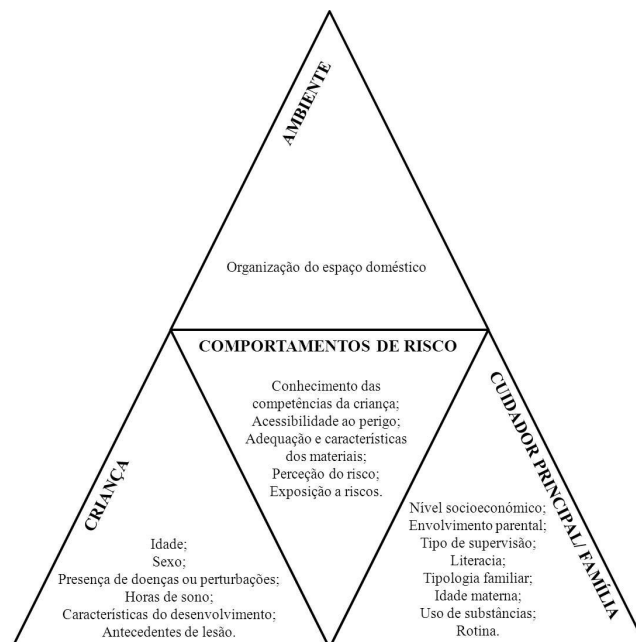 AMBIENTE
Organização do espaço doméstico
COMPORTAMENTOS DE RISCO
Conhecimento das
competências da criança;
Acessibilidade ao perigo;
Adequação e características
dos materiais;
Perceção do risco;
Exposição a riscos.
CRIANÇA
Idade;
Sexo;
Presença de doenças ou perturbações;
Horas de sono;
Características do desenvolvimento;
Antecedentes de lesão.
CUIDADOR PRINCIPAL/ FAMÍLIA
Nível socioeconómico;
Envolvimento parental;
Tipo de supervisão;
Literacia;
Tipologia familiar;
Idade materna;
Uso de substâncias;
Rotina.